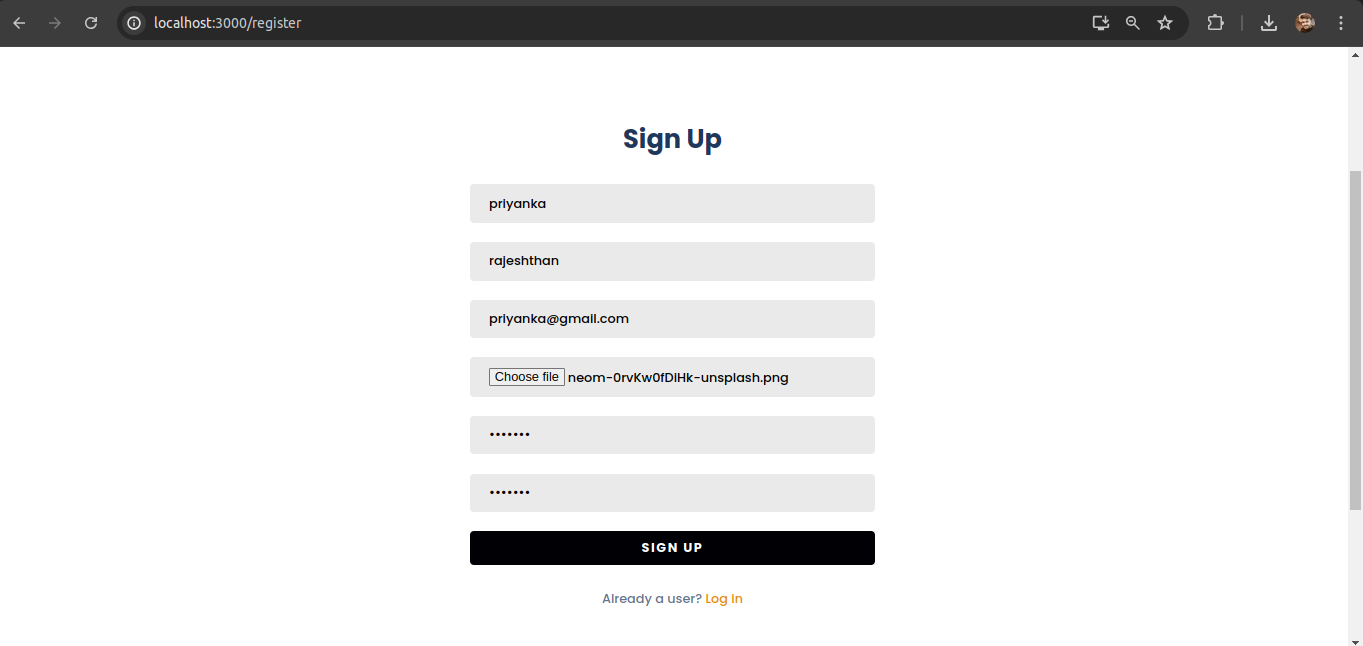 localhost:3000/register
Sign Up
priyanka
rajeshthan
priyanka@gmail.com
Choose file neom-0rvKw0fDlHk-unsplash.png
•••••••
•••••••
SIGN UP
Already a user? Log In